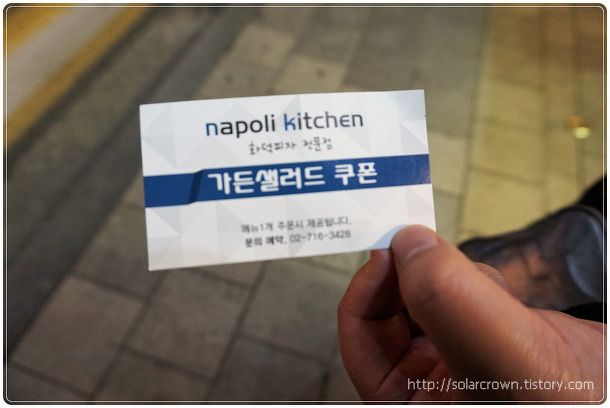 napoli kitchen
화덕피자 전문점
가든샐러드 쿠폰
메뉴1개 주문시 제공됩니다.
문의 예약. 02-716-3428
http://solarcrown.tistory.com